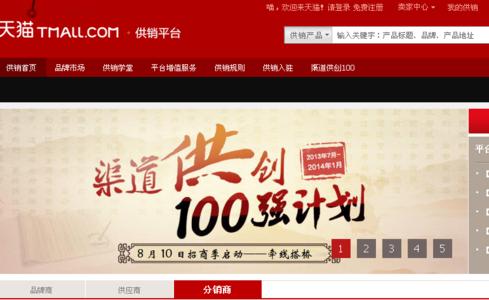 喵，欢迎来天猫！请登录 免费注册 卖家中心 我的供销
天猫 TMALL.COM · 供销平台
供销产品 输入关键字：产品标题、品牌、产品地址
供销首页 品牌市场 供销学堂 平台增值服务 供销规则 供销入驻 渠道供创100
渠道供创
2013年7月-
2014年1月
100强计划
8月10日招商季启动——牵线搭桥
1 2 3 4 5
平台
品牌商 供应商 分销商